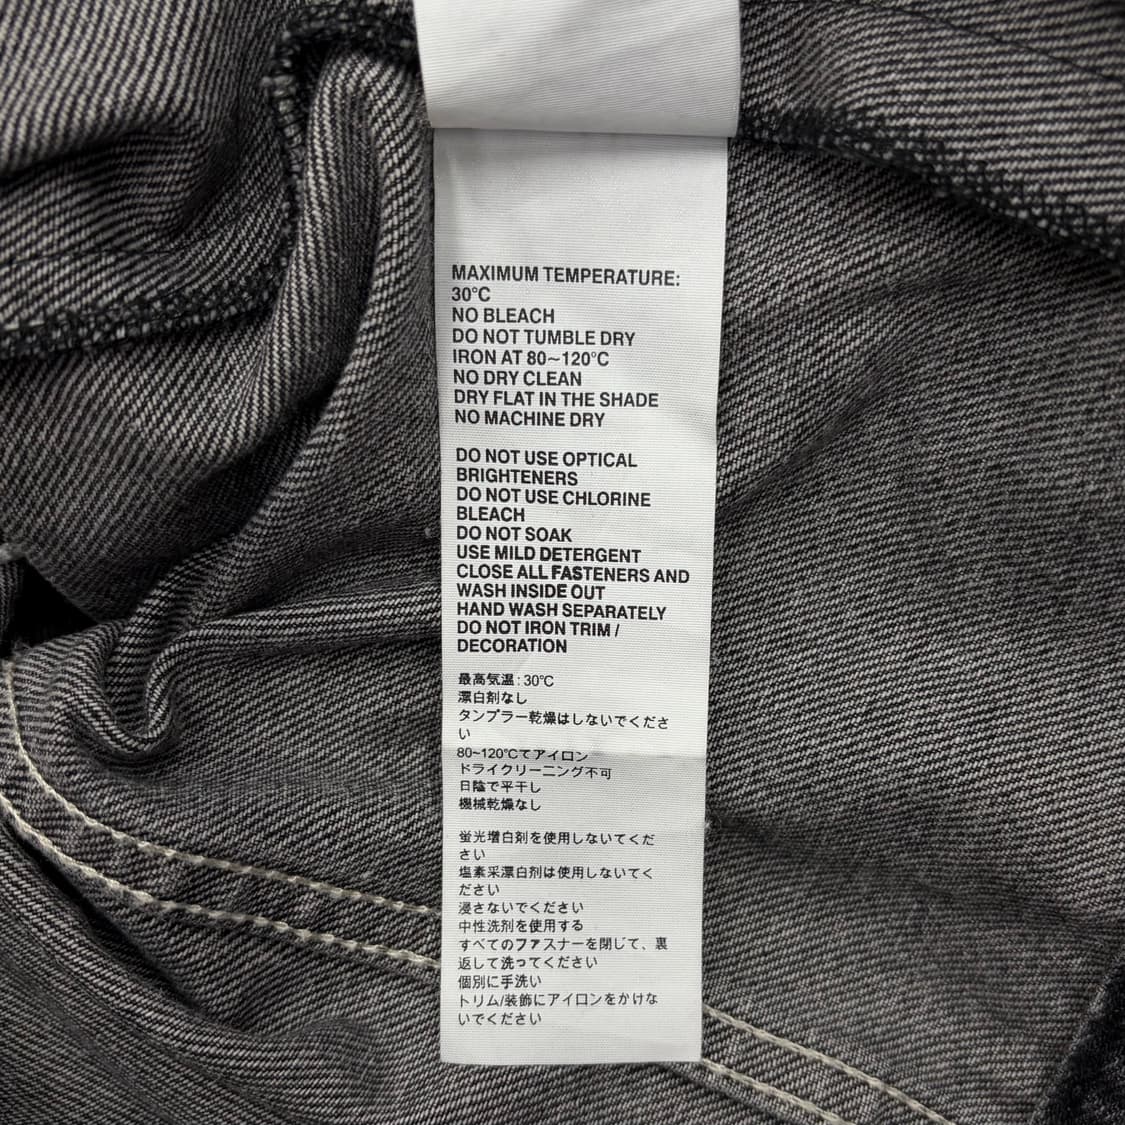 MAXIMUM TEMPERATURE:
30°C
NO BLEACH
DO NOT TUMBLE DRY
IRON AT 80~120°C
NO DRY CLEAN
DRY FLAT IN THE SHADE
NO MACHINE DRY
DO NOT USE OPTICAL
BRIGHTENERS
DO NOT USE CHLORINE
BLEACH
DO NOT SOAK
USE MILD DETERGENT
CLOSE ALL FASTENERS AND
WASH INSIDE OUT
HAND WASH SEPARATELY
DO NOT IRON TRIM /
DECORATION
最高気温：30℃
漂白剤なし
タンプラー乾燥はしないでくださ
い
80~120℃てアイロン
ドライクリーニング不可
日陰で平干し
機械乾燥なし
蛍光増白剤を使用しないてくだ
さい
塩素采漂白剤は使用しないてく
ださい
浸さないでください
中性洗剤を使用する
すべてのファスナーを閉じて、裏
返して洗ってください
個別に手洗い
トリム/装飾にアイロンをかけな
いでください